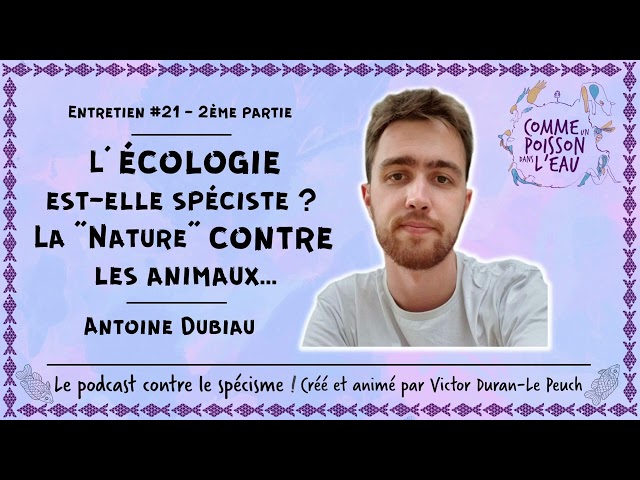 Entretien #21 - 2ème partie
L'écologie
est-elle spéciste ?
La "Nature" contre
les animaux...
Antoine Dubiau
Comme
un
Poisson
dans
l'eau
Le podcast contre le spécisme ! Créé et animé par Victor Duran-Le Peuch